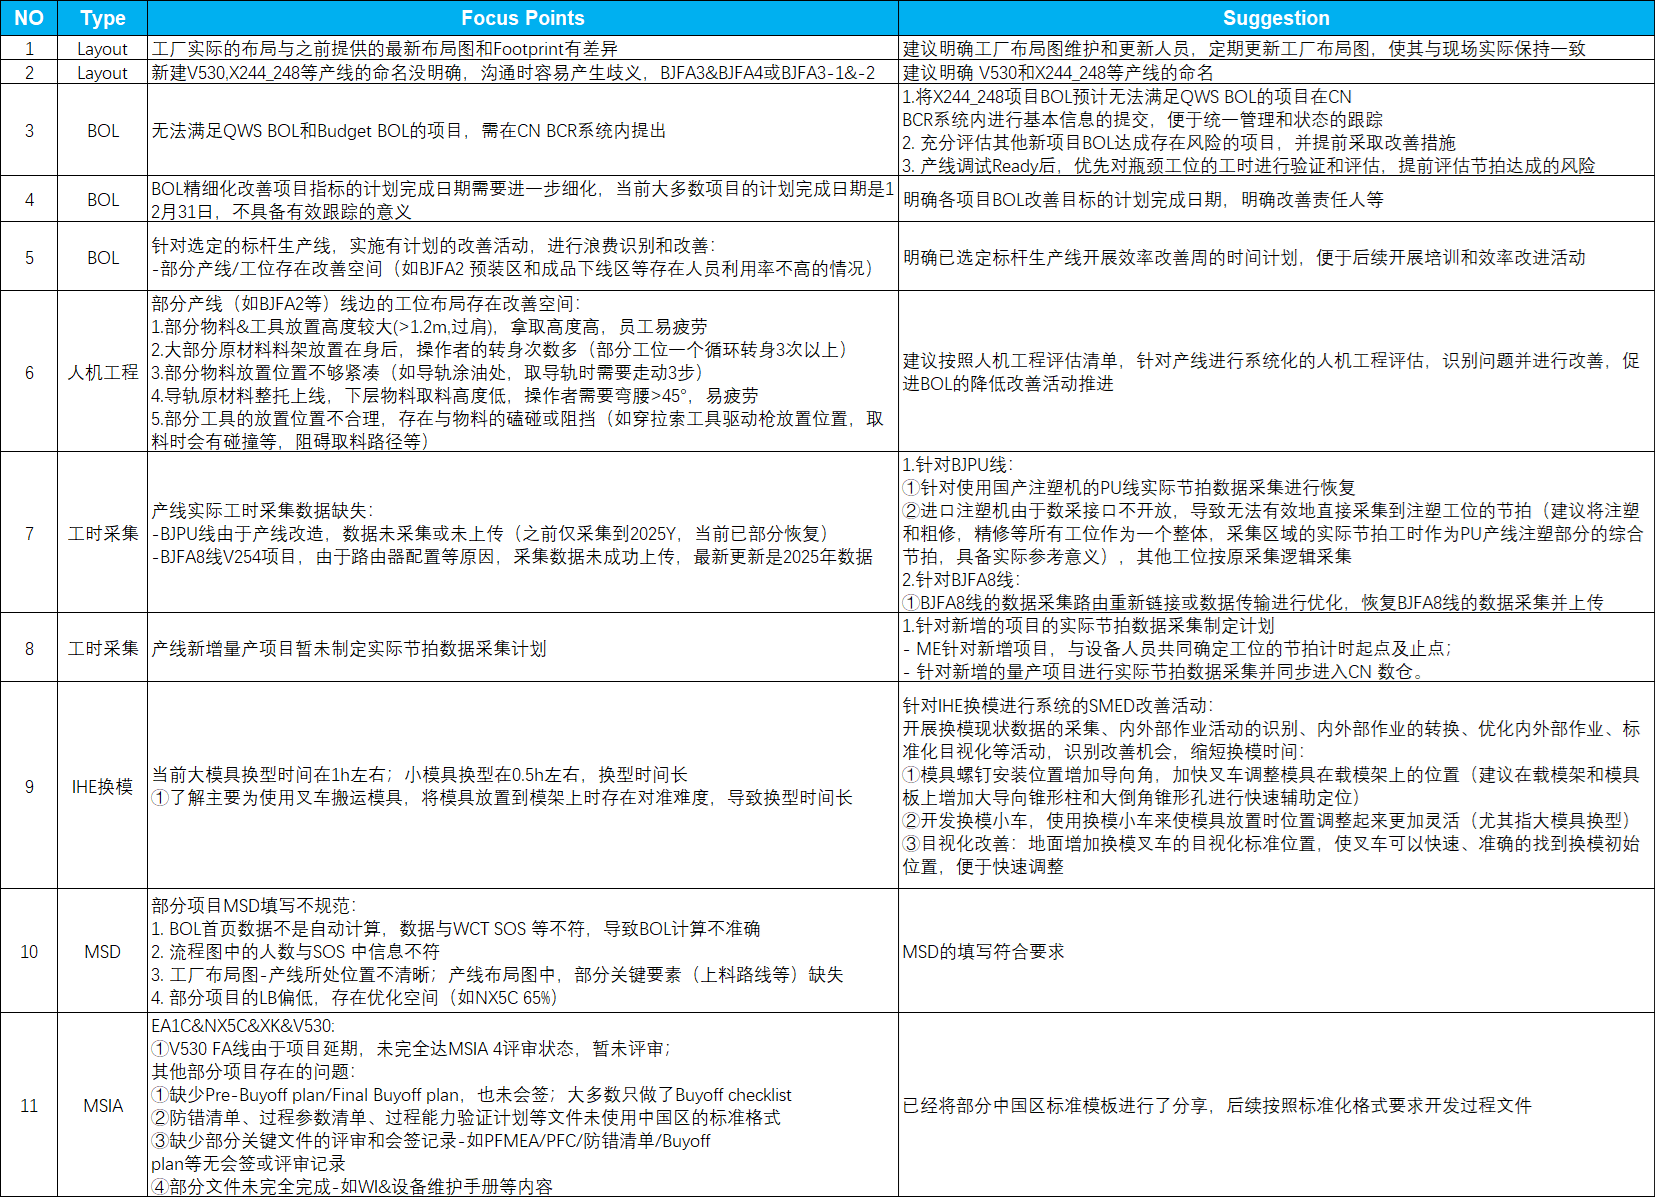 NO Type Focus Points Suggestion
1 Layout 工厂实际的布局与之前提供的最新布局图和Footprint有差异 建议明确工厂布局图维护和更新人员，定期更新工厂布局图，使其与现场实际保持一致
2 Layout 新建V530,X244_248等产线的命名没明确，沟通时容易产生歧义，BJFA3&BJFA4或BJFA3-1&-2 建议明确 V530和X244_248等产线的命名
3 BOL 无法满足QWS BOL和Budget BOL的项目，需在CN BCR系统内提出
1.将X244_248项目BOL预计无法满足QWS BOL的项目在CN
BCR系统内进行基本信息的提交，便于统一管理和状态的跟踪
2. 充分评估其他新项目BOL达成存在风险的项目，并提前采取改善措施
3. 产线调试Ready后，优先对瓶颈工位的工时进行验证和评估，提前评估节拍达成的风险
4 BOL
BOL精细化改善项目指标的计划完成日期需要进一步细化，当前大多数项目的计划完成日期是1
2月31日，不具备有效跟踪的意义
明确各项目BOL改善目标的计划完成日期，明确改善责任人等
5 BOL
针对选定的标杆生产线，实施有计划的改善活动，进行浪费识别和改善：
-部分产线/工位存在改善空间（如BJFA2 预装区和成品下线区等存在人员利用率不高的情况）
明确已选定标杆生产线开展效率改善周的时间计划，便于后续开展培训和效率改进活动
6 人机工程
部分产线（如BJFA2等）线边的工位布局存在改善空间：
1.部分物料&工具放置高度较大(>1.2m,过肩)，拿取高度高，员工易疲劳
2.大部分原材料料架放置在身后，操作者的转身次数多（部分工位一个循环转身3次以上）
3.部分物料放置位置不够紧凑（如导轨涂油处，取导轨时需要走动3步）
4.导轨原材料整托上线，下层物料取料高度低，操作者需要弯腰>45°，易疲劳
5.部分工具的放置位置不合理，存在与物料的磕碰或阻挡（如穿拉索工具驱动枪放置位置，取
料时会有碰撞等，阻碍取料路径等）
建议按照人机工程评估清单，针对产线进行系统化的人机工程评估，识别问题并进行改善，促
进BOL的降低改善活动推进
7 工时采集
产线实际工时采集数据缺失：
-BJPU线由于产线改造，数据未采集或未上传（之前仅采集到2025Y，当前已部分恢复）
-BJFA8线V254项目，由于路由器配置等原因，采集数据未成功上传，最新更新是2025年数据
1.针对BJPU线：
①针对使用国产注塑机的PU线实际节拍数据采集进行恢复
②进口注塑机由于数采接口不开放，导致无法有效地直接采集到注塑工位的节拍（建议将注塑
和粗修，精修等所有工位作为一个整体，采集区域的实际节拍工时作为PU产线注塑部分的综合
节拍，具备实际参考意义），其他工位按原采集逻辑采集
2.针对BJFA8线：
①BJFA8线的数据采集路由重新链接或数据传输进行优化，恢复BJFA8线的数据采集并上传
8 工时采集 产线新增量产项目暂未制定实际节拍数据采集计划
1.针对新增的项目的实际节拍数据采集制定计划
- ME针对新增项目，与设备人员共同确定工位的节拍计时起点及止点；
- 针对新增的量产项目进行实际节拍数据采集并同步进入CN 数仓。
9 IHE换模
当前大模具换型时间在1h左右；小模具换型在0.5h左右，换型时间长
①了解主要为使用叉车搬运模具，将模具放置到模架上时存在对准难度，导致换型时间长
针对IHE换模进行系统的SMED改善活动：
开展换模现状数据的采集、内外部作业活动的识别、内外部作业的转换、优化内外部作业、标
准化目视化等活动，识别改善机会，缩短换模时间：
①模具螺钉安装位置增加导向角，加快叉车调整模具在载模架上的位置（建议在载模架和模具
板上增加大导向锥形柱和大倒角锥形孔进行快速辅助定位）
②开发换模小车，使用换模小车来使模具放置时位置调整起来更加灵活（尤其指大模具换型）
③目视化改善：地面增加换模叉车的目视化标准位置，使叉车可以快速、准确的找到换模初始
位置，便于快速调整
10 MSD
部分项目MSD填写不规范：
1. BOL首页数据不是自动计算，数据与WCT SOS 等不符，导致BOL计算不准确
2. 流程图中的人数与SOS 中信息不符
3. 工厂布局图-产线所处位置不清晰；产线布局图中，部分关键要素（上料路线等）缺失
4. 部分项目的LB偏低，存在优化空间（如NX5C 65%）
MSD的填写符合要求
11 MSIA
EA1C&NX5C&XK&V530:
①V530 FA线由于项目延期，未完全达MSIA 4评审状态，暂未评审；
其他部分项目存在的问题：
①缺少Pre-Buyoff plan/Final Buyoff plan，也未会签；大多数只做了Buyoff checklist
②防错清单、过程参数清单、过程能力验证计划等文件未使用中国区的标准格式
③缺少部分关键文件的评审和会签记录-如PFMEA/PFC/防错清单/Buyoff
plan等无会签或评审记录
④部分文件未完全完成-如WI&设备维护手册等内容
已经将部分中国区标准模板进行了分享，后续按照标准化格式要求开发过程文件